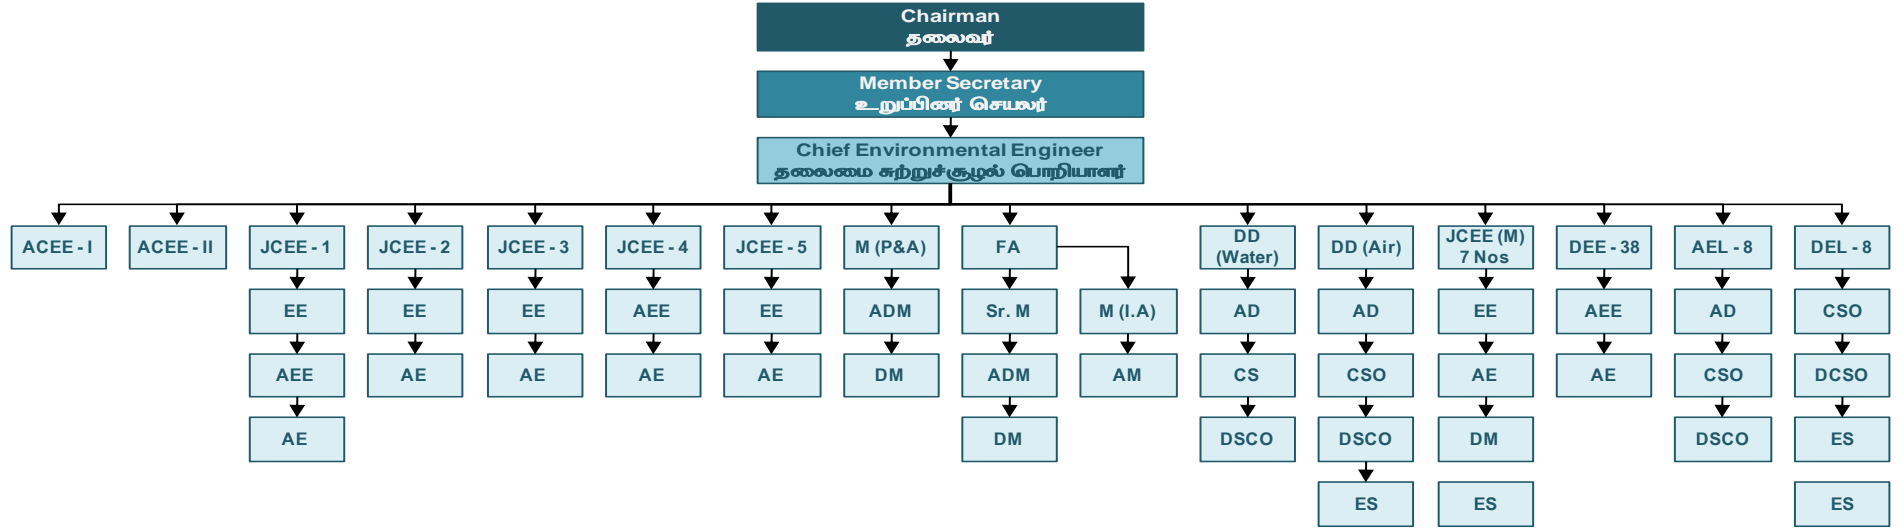 Chairman
தலைவர்
Member Secretary
உறுப்பினர் செயலர்
Chief Environmental Engineer
தலைமை சுற்றுச்சூழல் பொறியாளர்
ACEE - I
ACEE - II
JCEE - 1
JCEE - 2
JCEE - 3
JCEE - 4
JCEE - 5
M (P&A)
FA
DD
(Water)
DD (Air)
JCEE (M)
7 Nos
DEE - 38
AEL - 8
DEL - 8
EE
EE
EE
AEE
EE
ADM
Sr. M
M (I.A)
AD
AD
EE
AEE
AD
CSO
AEE
AE
AE
AE
AE
DM
ADM
AM
CS
CSO
AE
AE
CSO
DCSO
AE
DM
DSCO
DSCO
DM
DSCO
ES
ES
ES
ES